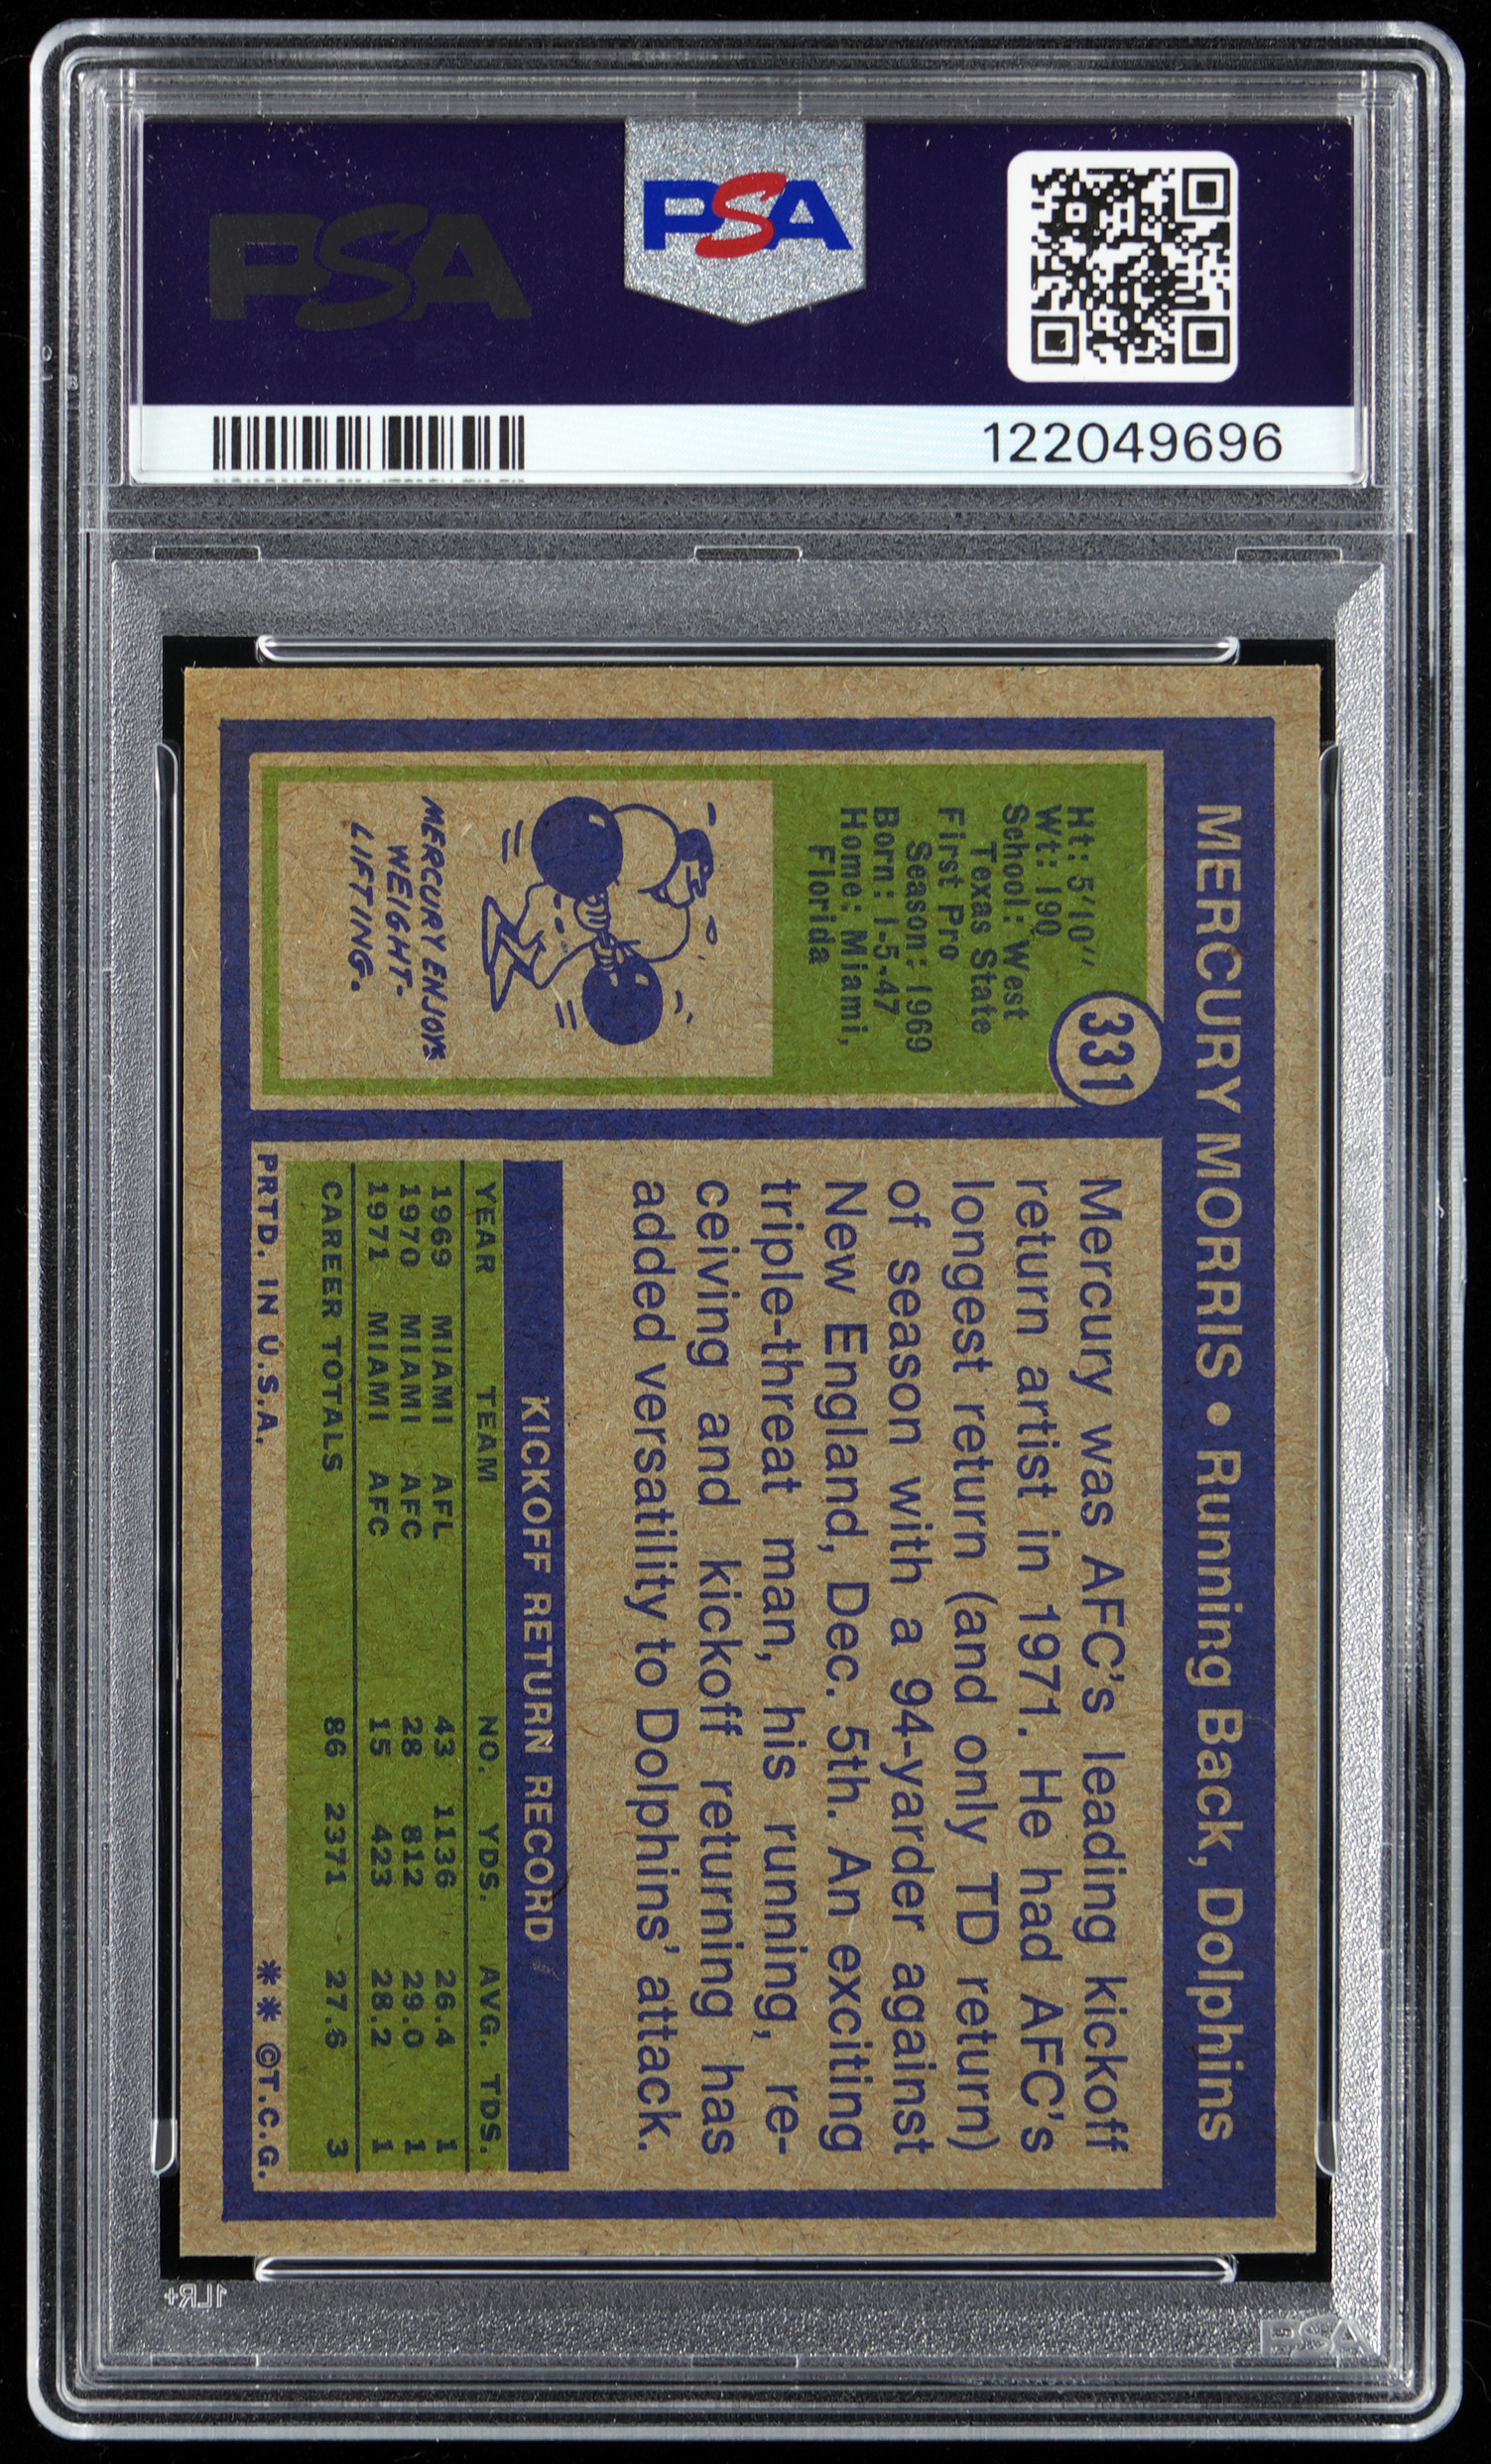 PSA
PSA
122049696
MERCURY MORRIS • Running Back, Dolphins
331
Ht: 5'10"
Wt: 190
School: West
Texas State
First Pro
Season: 1969
Born: 1-5-47
Home: Miami,
Florida
MERCURY ENJOYS
WEIGHT-
LIFTING.
Mercury was AFC's leading kickoff
return artist in 1971. He had AFC's
longest return (and only TD return)
of season with a 94-yarder against
New England, Dec. 5th. An exciting
triple-threat man, his running, re-
ceiving and kickoff returning has
added versatility to Dolphins' attack.
KICKOFF RETURN RECORD
YEAR TEAM NO. YDS. AVG. TDS.
1969 MIAMI AFL 43 1136 26.4 1
1970 MIAMI AFC 28 812 29.0 1
1971 MIAMI AFC 15 423 28.2 1
CAREER TOTALS 86 2371 27.6 3
PRTD. IN U.S.A. ** ©T.C.G.
1LR+
PSA